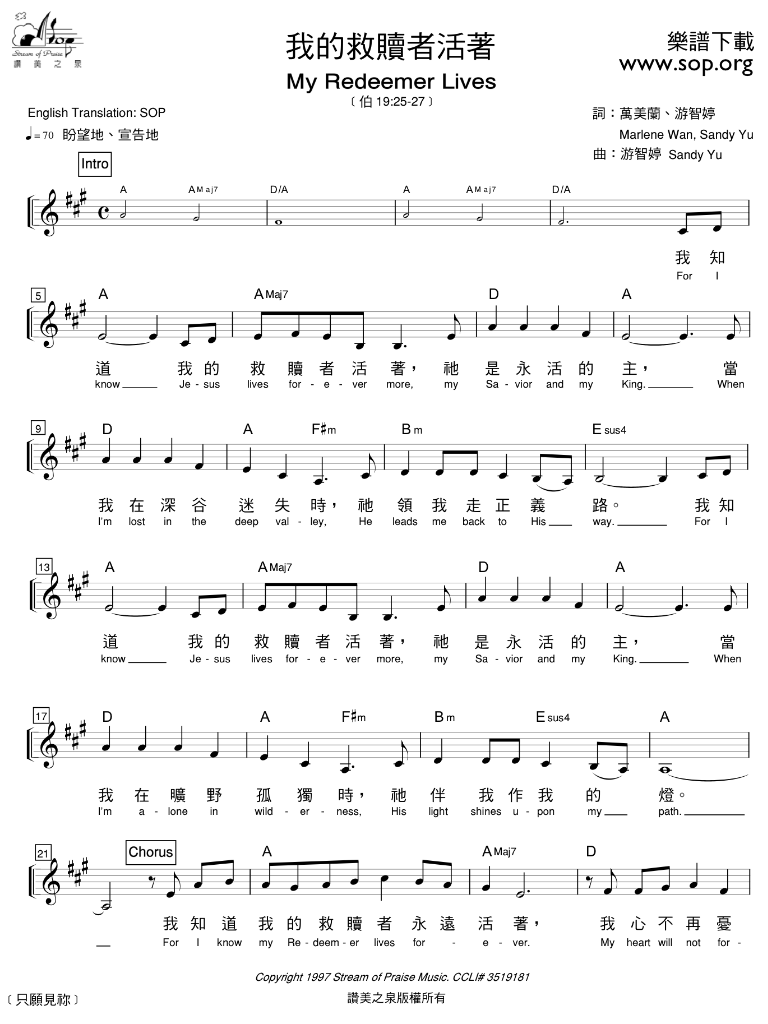 Stream of Praise
讚美之泉
我的救贖者活著
樂譜下載
www.sop.org
My Redeemer Lives
﹝伯 19:25-27﹞
English Translation: SOP
詞：萬美蘭、游智婷
♩= 70 盼望地、宣告地
Marlene Wan, Sandy Yu
曲：游智婷 Sandy Yu
Intro
A A Maj7 D/A A A Maj7 D/A
我 知
For I
5 A A Maj7 D A
道 我 的 救 贖 者 活 著， 祂 是 永 活 的 主， 當
know Je - sus lives for - e - ver more, my Sa - vior and my King. When
9 D A F#m Bm E sus4
我 在 深 谷 迷 失 時， 祂 領 我 走 正 義 路。 我 知
I'm lost in the deep val - ley, He leads me back to His way. For I
13 A A Maj7 D A
道 我 的 救 贖 者 活 著， 祂 是 永 活 的 主， 當
know Je - sus lives for - e - ver more, my Sa - vior and my King. When
17 D A F#m Bm E sus4 A
我 在 曠 野 孤 獨 時， 祂 伴 我 作 我 的 燈。
I'm a - lone in wild - er - ness, His light shines u - pon my path.
21 Chorus A A Maj7 D
我 知 道 我 的 救 贖 者 永 遠 活 著， 我 心 不 再 憂
For I know my Re - deem - er lives for - e - ver. My heart will not for-
Copyright 1997 Stream of Praise Music. CCLI# 3519181
﹝只願見祢﹞
讚美之泉版權所有